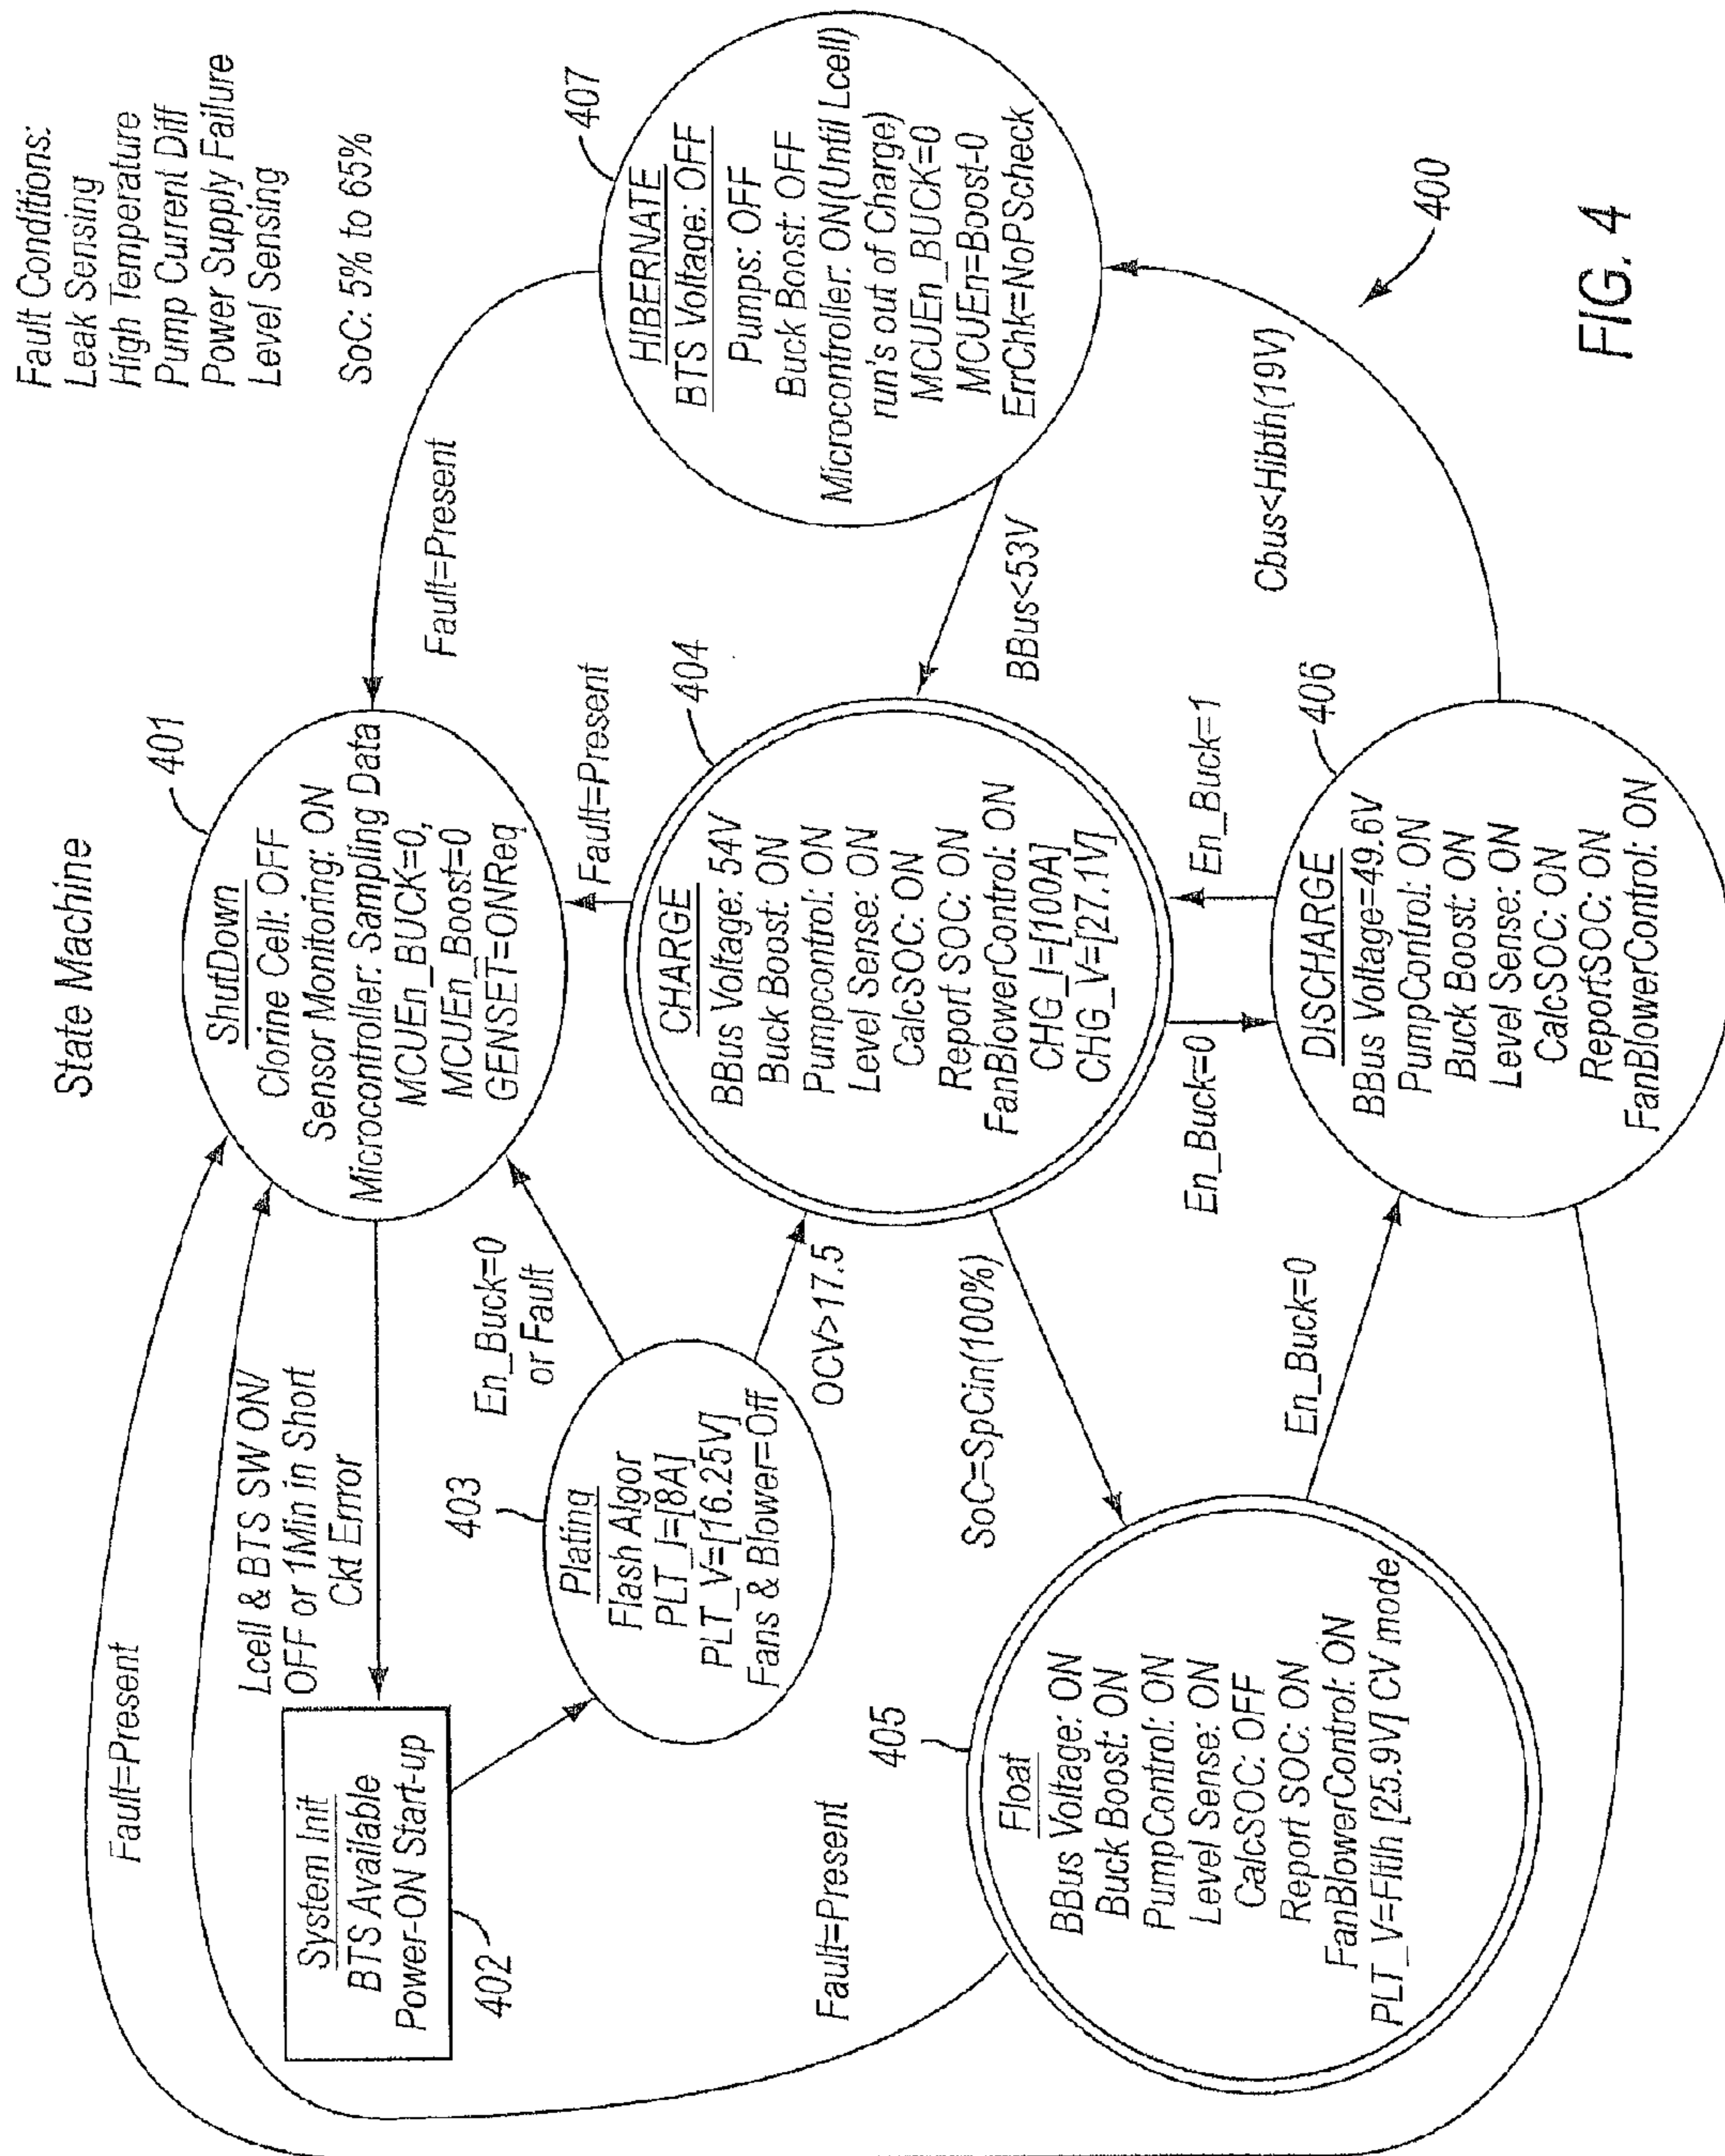 State Machine
Fault Conditions:
Leak Sensing
High Temperature
Pump Current Diff
Power Supply Failure
Level Sensing
SoC: 5% to 65%
401
ShutDown
Clorine Cell: OFF
Sensor Monitoring: ON
Microcontroller: Sampling Data
MCUEn_BUCK=0,
MCUEn_Boost=0
GENSET=ONReq
Fault=Present
Lcell & BTS SW ON/
OFF or 1Min in Short
Ckt Error
System Init
BTS Available
Power-ON Start-up
402
403
Plating
Flash Algor
PLT_I=[8A]
PLT_V=[16.25V]
Fans & Blower=Off
En_Buck=0
or Fault
OCV>17.5
Fault=Present
404
CHARGE
BBus Voltage: 54V
Buck Boost: ON
Pumpcontrol: ON
Level Sense: ON
CalcSOC: ON
Report SOC: ON
FanBlowerControl: ON
CHG_I=[100A]
CHG_V=[27.1V]
Fault=Present
407
HIBERNATE
BTS Voltage: OFF
Pumps: OFF
Buck Boost: OFF
Microcontroller: ON(Until Lcell)
run's out of Charge)
MCUEn_BUCK=0
MCUEn=Boost-0
ErrChk=NoPScheck
BBus<53V
Fault=Present
405
Float
BBus Voltage: ON
Buck Boost: ON
PumpControl: ON
Level Sense: ON
CalcSOC: OFF
Report SOC: ON
FanBlowerControl: ON
PLT_V=Fltlh [25.9V] CV mode
SoC=SpCin(100%)
En_Buck=0
En_Buck=0
En_Buck=1
406
DISCHARGE
BBus Voltage=49.6V
PumpControl: ON
Buck Boost: ON
Level Sense: ON
CalcSOC: ON
ReportSOC: ON
FanBlowerControl: ON
Cbus<Hibth(19V)
400
FIG. 4